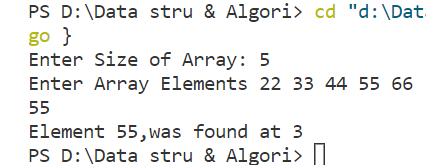 PS D:\Data stru & Algori> cd "d:\Dat
go }
Enter Size of Array: 5
Enter Array Elements 22 33 44 55 66
55
Element 55,was found at 3
PS D:\Data stru & Algori>